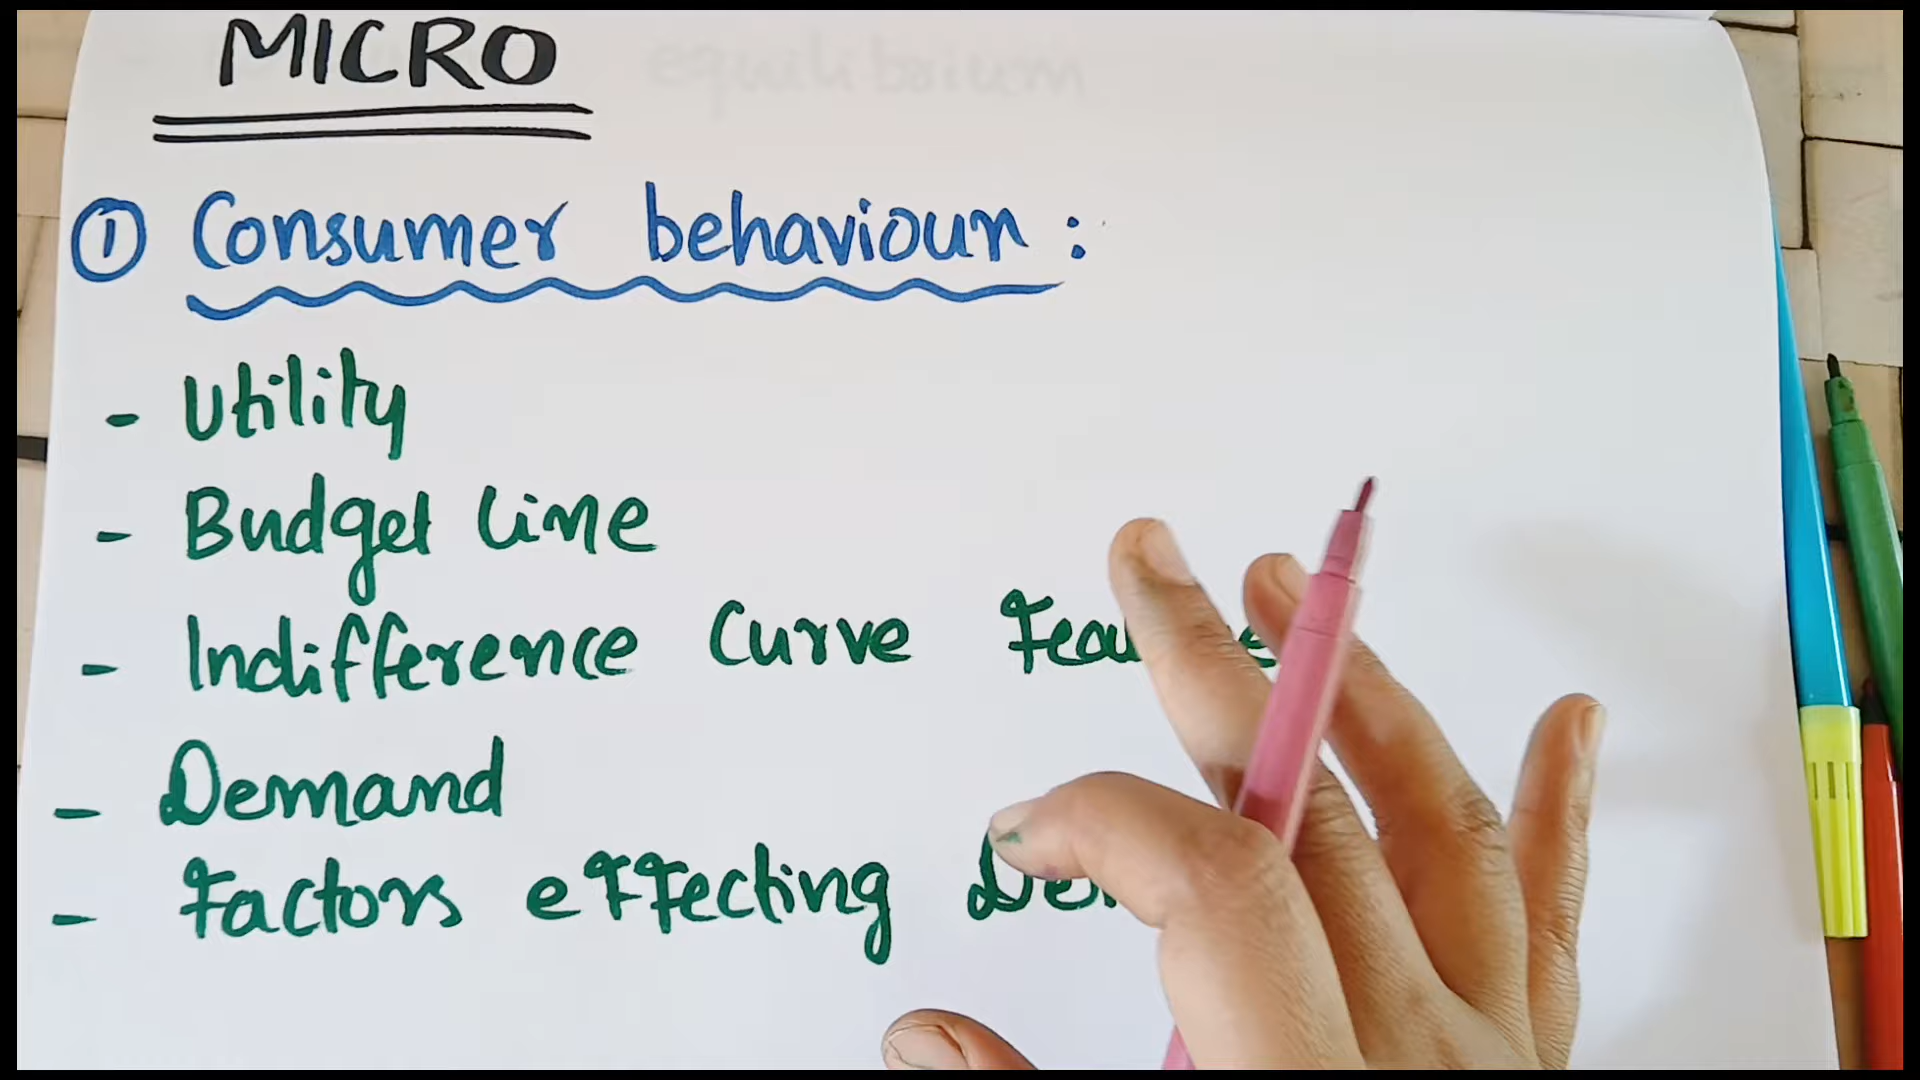 MICRO
① Consumer behaviour :
- Utility
- Budget line
- Indifference Curve
- Demand
- Factors effecting